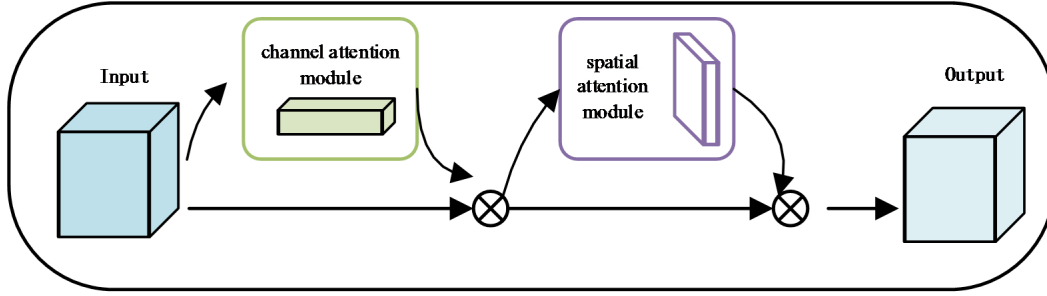 Input
channel attention
module
spatial
attention
module
Output